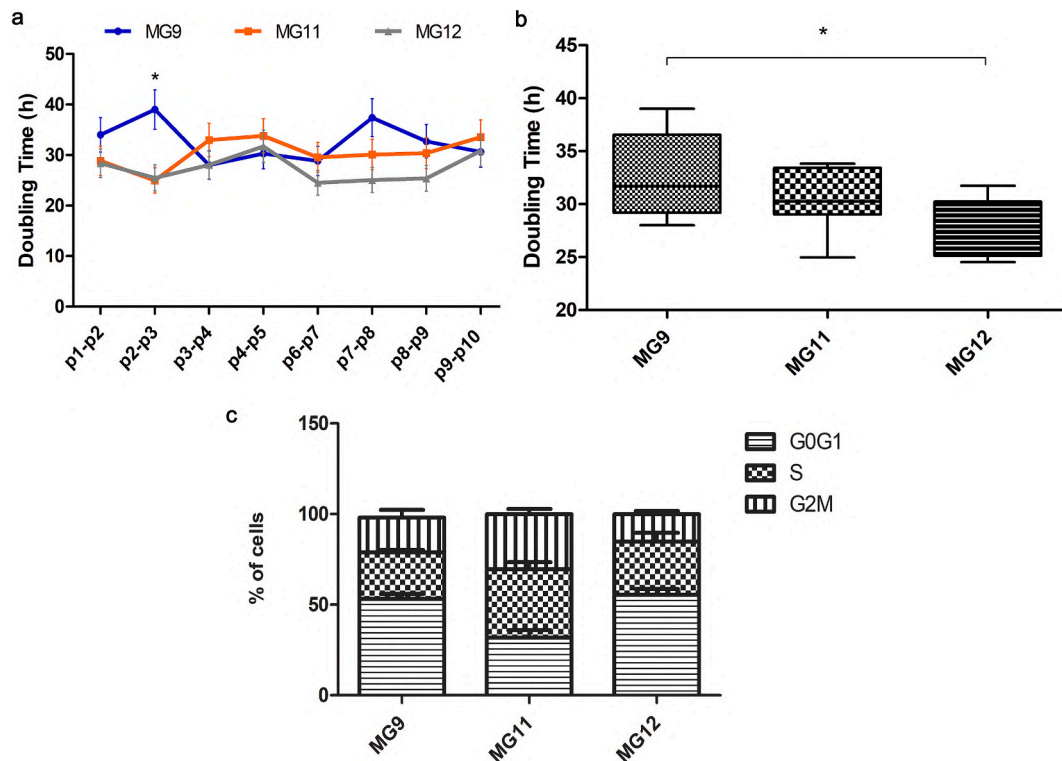 a
MG9 MG11 MG12
Doubling Time (h)
50
40
30
20
10
0
*
p1-p2 p2-p3 p3-p4 p4-p5 p6-p7 p7-p8 p8-p9 p9-p10
b
Doubling Time (h)
45
40
35
30
25
20
*
MG9 MG11 MG12
c
% of cells
150
100
50
0
MG9 MG11 MG12
G0G1
S
G2M